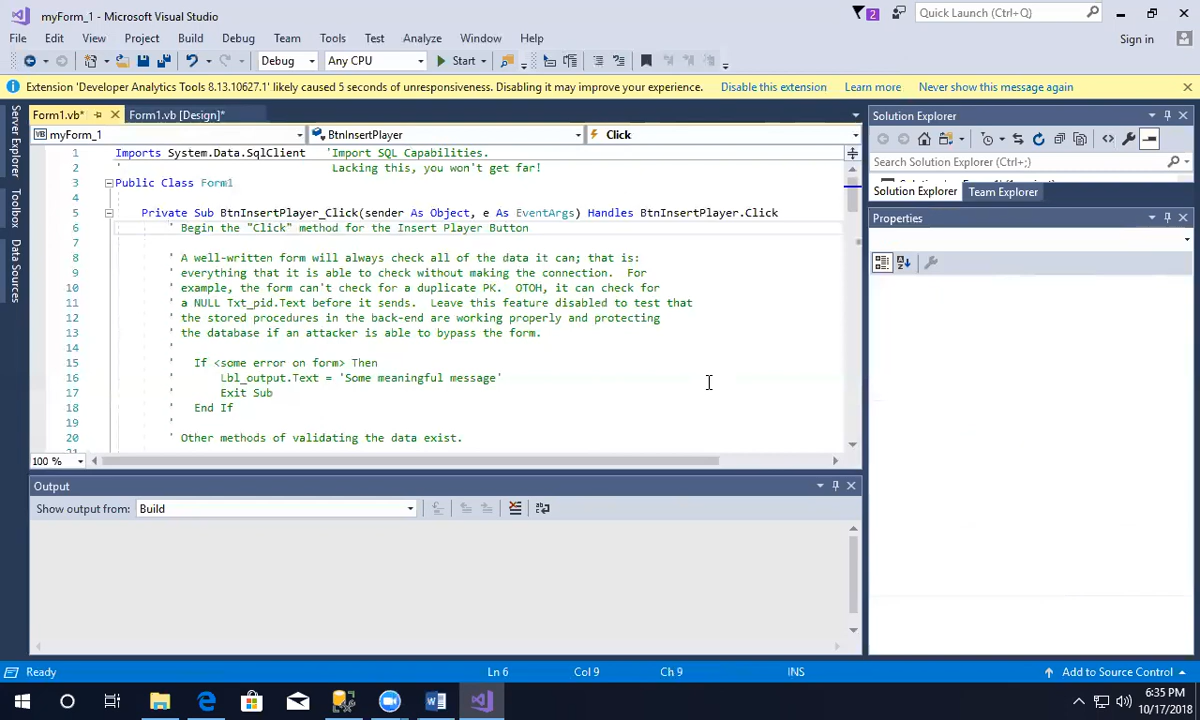 myForm_1 - Microsoft Visual Studio
2
Quick Launch (Ctrl+Q)
File Edit View Project Build Debug Team Tools Test Analyze Window Help
Sign in
Debug Any CPU Start
Extension 'Developer Analytics Tools 8.13.10627.1' likely caused 5 seconds of unresponsiveness. Disabling it may improve your experience. Disable this extension Learn more Never show this message again
Server Explorer
Toolbox
Data Sources
Form1.vb* Form1.vb [Design]*
myForm_1 BtnInsertPlayer Click
1 Imports System.Data.SqlClient 'Import SQL Capabilities.
2 ' Lacking this, you won't get far!
3 Public Class Form1
4
5 Private Sub BtnInsertPlayer_Click(sender As Object, e As EventArgs) Handles BtnInsertPlayer.Click
6 ' Begin the "Click" method for the Insert Player Button
7 '
8 ' A well-written form will always check all of the data it can; that is:
9 ' everything that it is able to check without making the connection. For
10 ' example, the form can't check for a duplicate PK. OTOH, it can check for
11 ' a NULL Txt_pid.Text before it sends. Leave this feature disabled to test that
12 ' the stored procedures in the back-end are working properly and protecting
13 ' the database if an attacker is able to bypass the form.
14 '
15 ' If <some error on form> Then
16 ' Lbl_output.Text = 'Some meaningful message'
17 ' Exit Sub
18 ' End If
19 '
20 ' Other methods of validating the data exist.
100 %
Output
Show output from: Build
Solution Explorer
Search Solution Explorer (Ctrl+;)
Solution Explorer Team Explorer
Properties
Ready Ln 6 Col 9 Ch 9 INS Add to Source Control
6:35 PM
10/17/2018